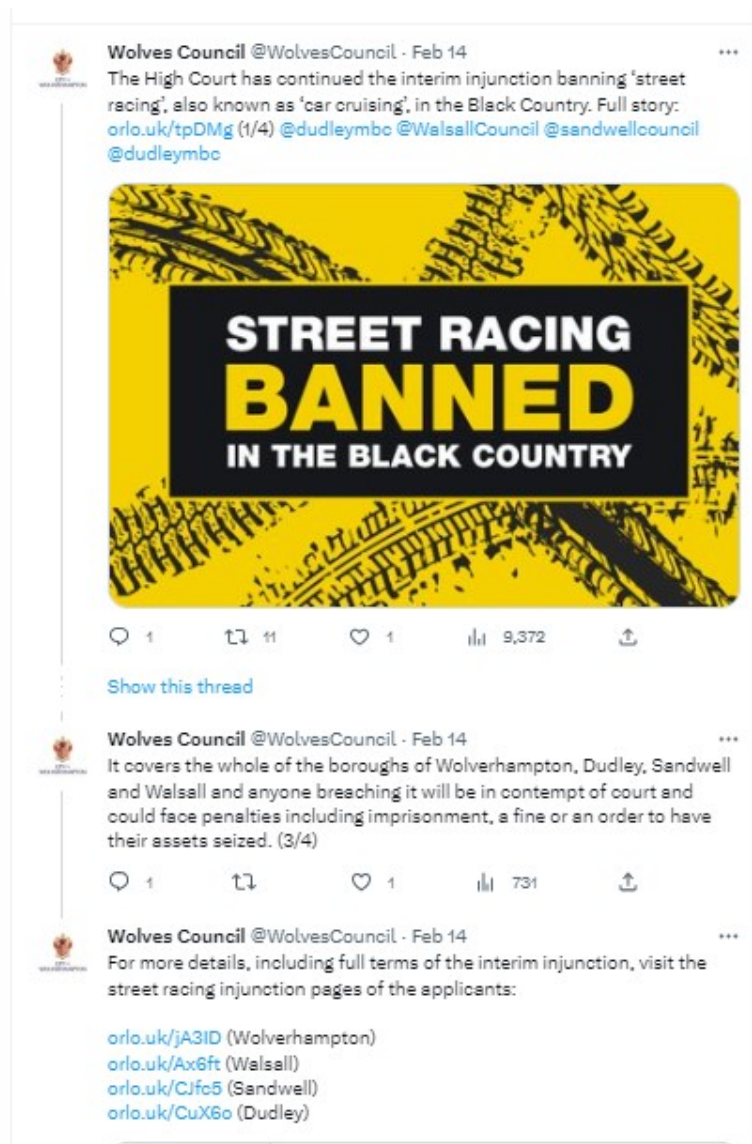 Wolves Council @WolvesCouncil · Feb 14
The High Court has continued the interim injunction banning ‘street
racing’, also known as ‘car cruising’, in the Black Country. Full story:
orlo.uk/tpDMg (1/4) @dudleymbc @WalsallCouncil @sandwellcouncil
@dudleymbc
STREET RACING
BANNED
IN THE BLACK COUNTRY
1 11 1 9,372
Show this thread
Wolves Council @WolvesCouncil · Feb 14
It covers the whole of the boroughs of Wolverhampton, Dudley, Sandwell
and Walsall and anyone breaching it will be in contempt of court and
could face penalties including imprisonment, a fine or an order to have
their assets seized. (3/4)
1 1 731
Wolves Council @WolvesCouncil · Feb 14
For more details, including full terms of the interim injunction, visit the
street racing injunction pages of the applicants:
orlo.uk/jA3ID (Wolverhampton)
orlo.uk/Ax6ft (Walsall)
orlo.uk/CJfc5 (Sandwell)
orlo.uk/CuX6o (Dudley)